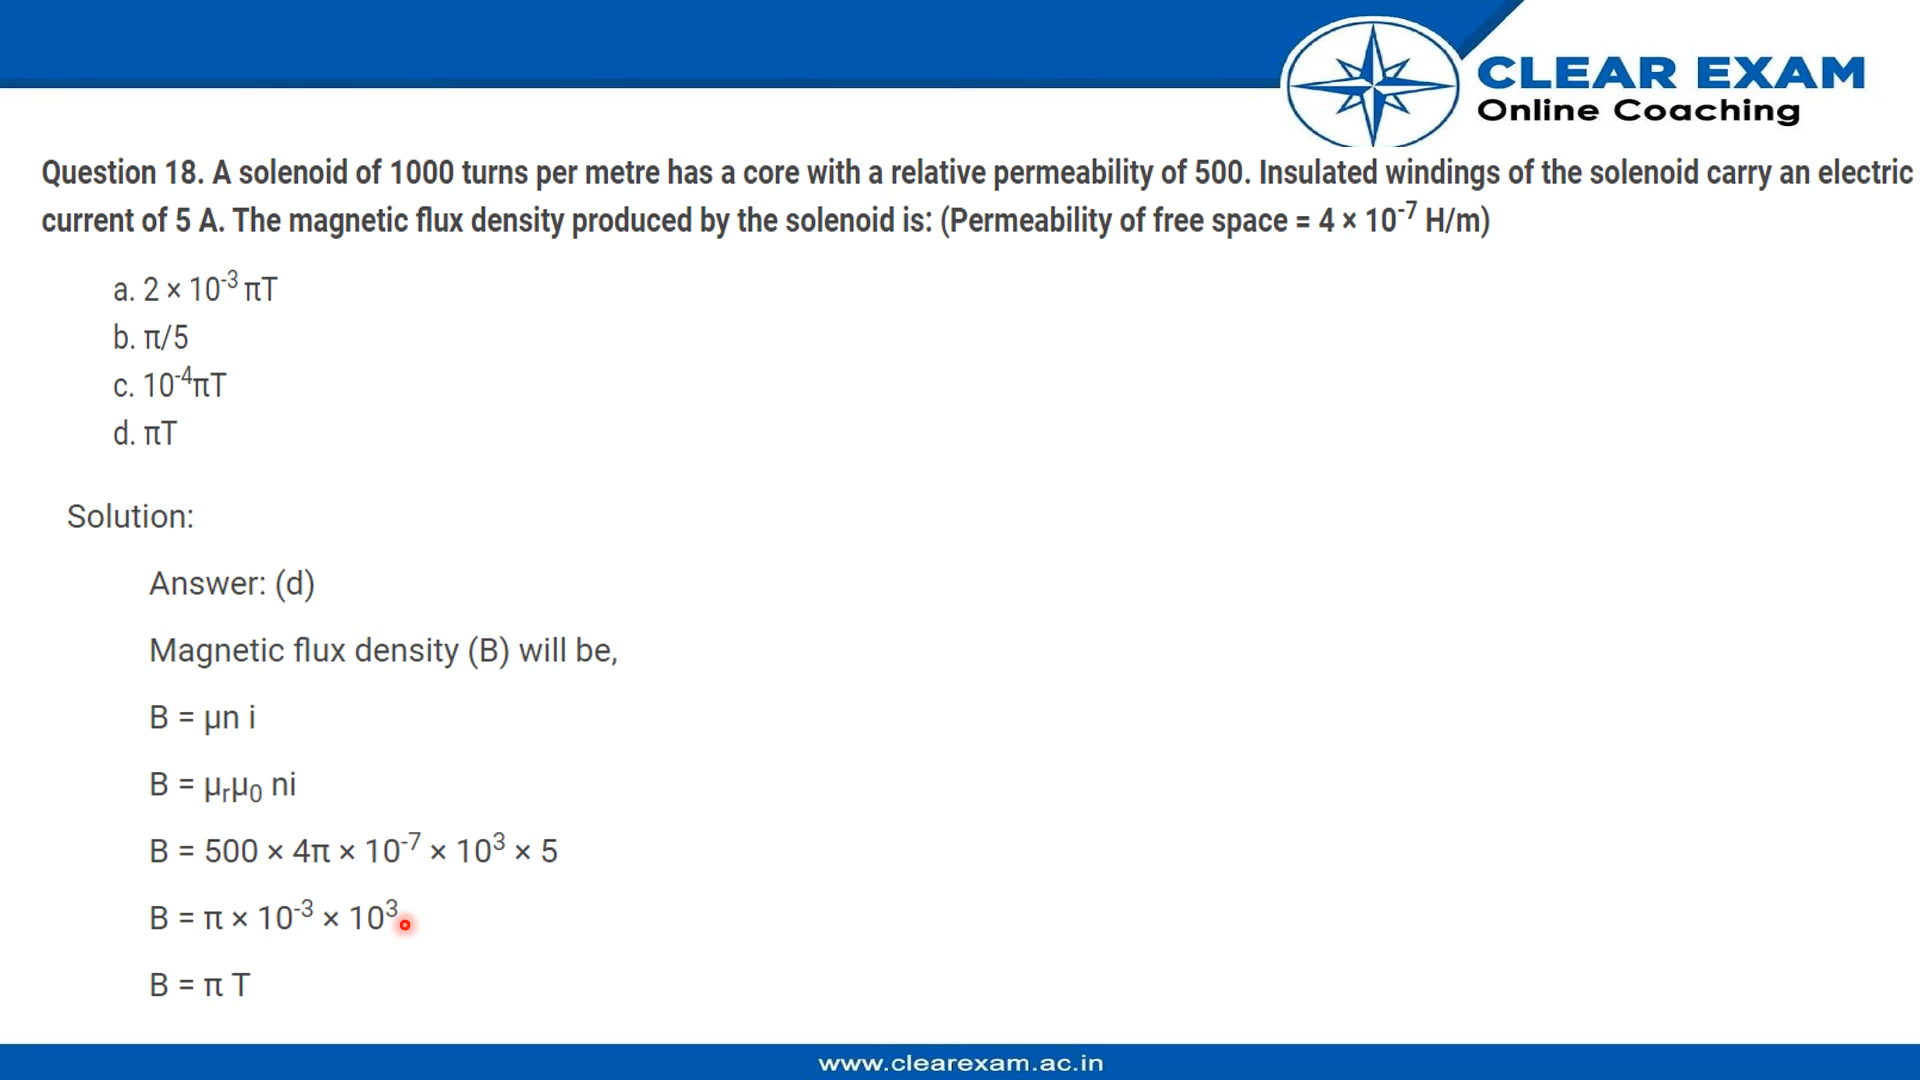 CLEAR EXAM
Online Coaching
Question 18. A solenoid of 1000 turns per metre has a core with a relative permeability of 500. Insulated windings of the solenoid carry an electric
current of 5 A. The magnetic flux density produced by the solenoid is: (Permeability of free space = 4 × 10⁻⁷ H/m)
a. 2 × 10⁻³ πT
b. π/5
c. 10⁻⁴πT
d. πT
Solution:
Answer: (d)
Magnetic flux density (B) will be,
B = μn i
B = μᵣμ₀ ni
B = 500 × 4π × 10⁻⁷ × 10³ × 5
B = π × 10⁻³ × 10³
B = π T
www.clearexam.ac.in